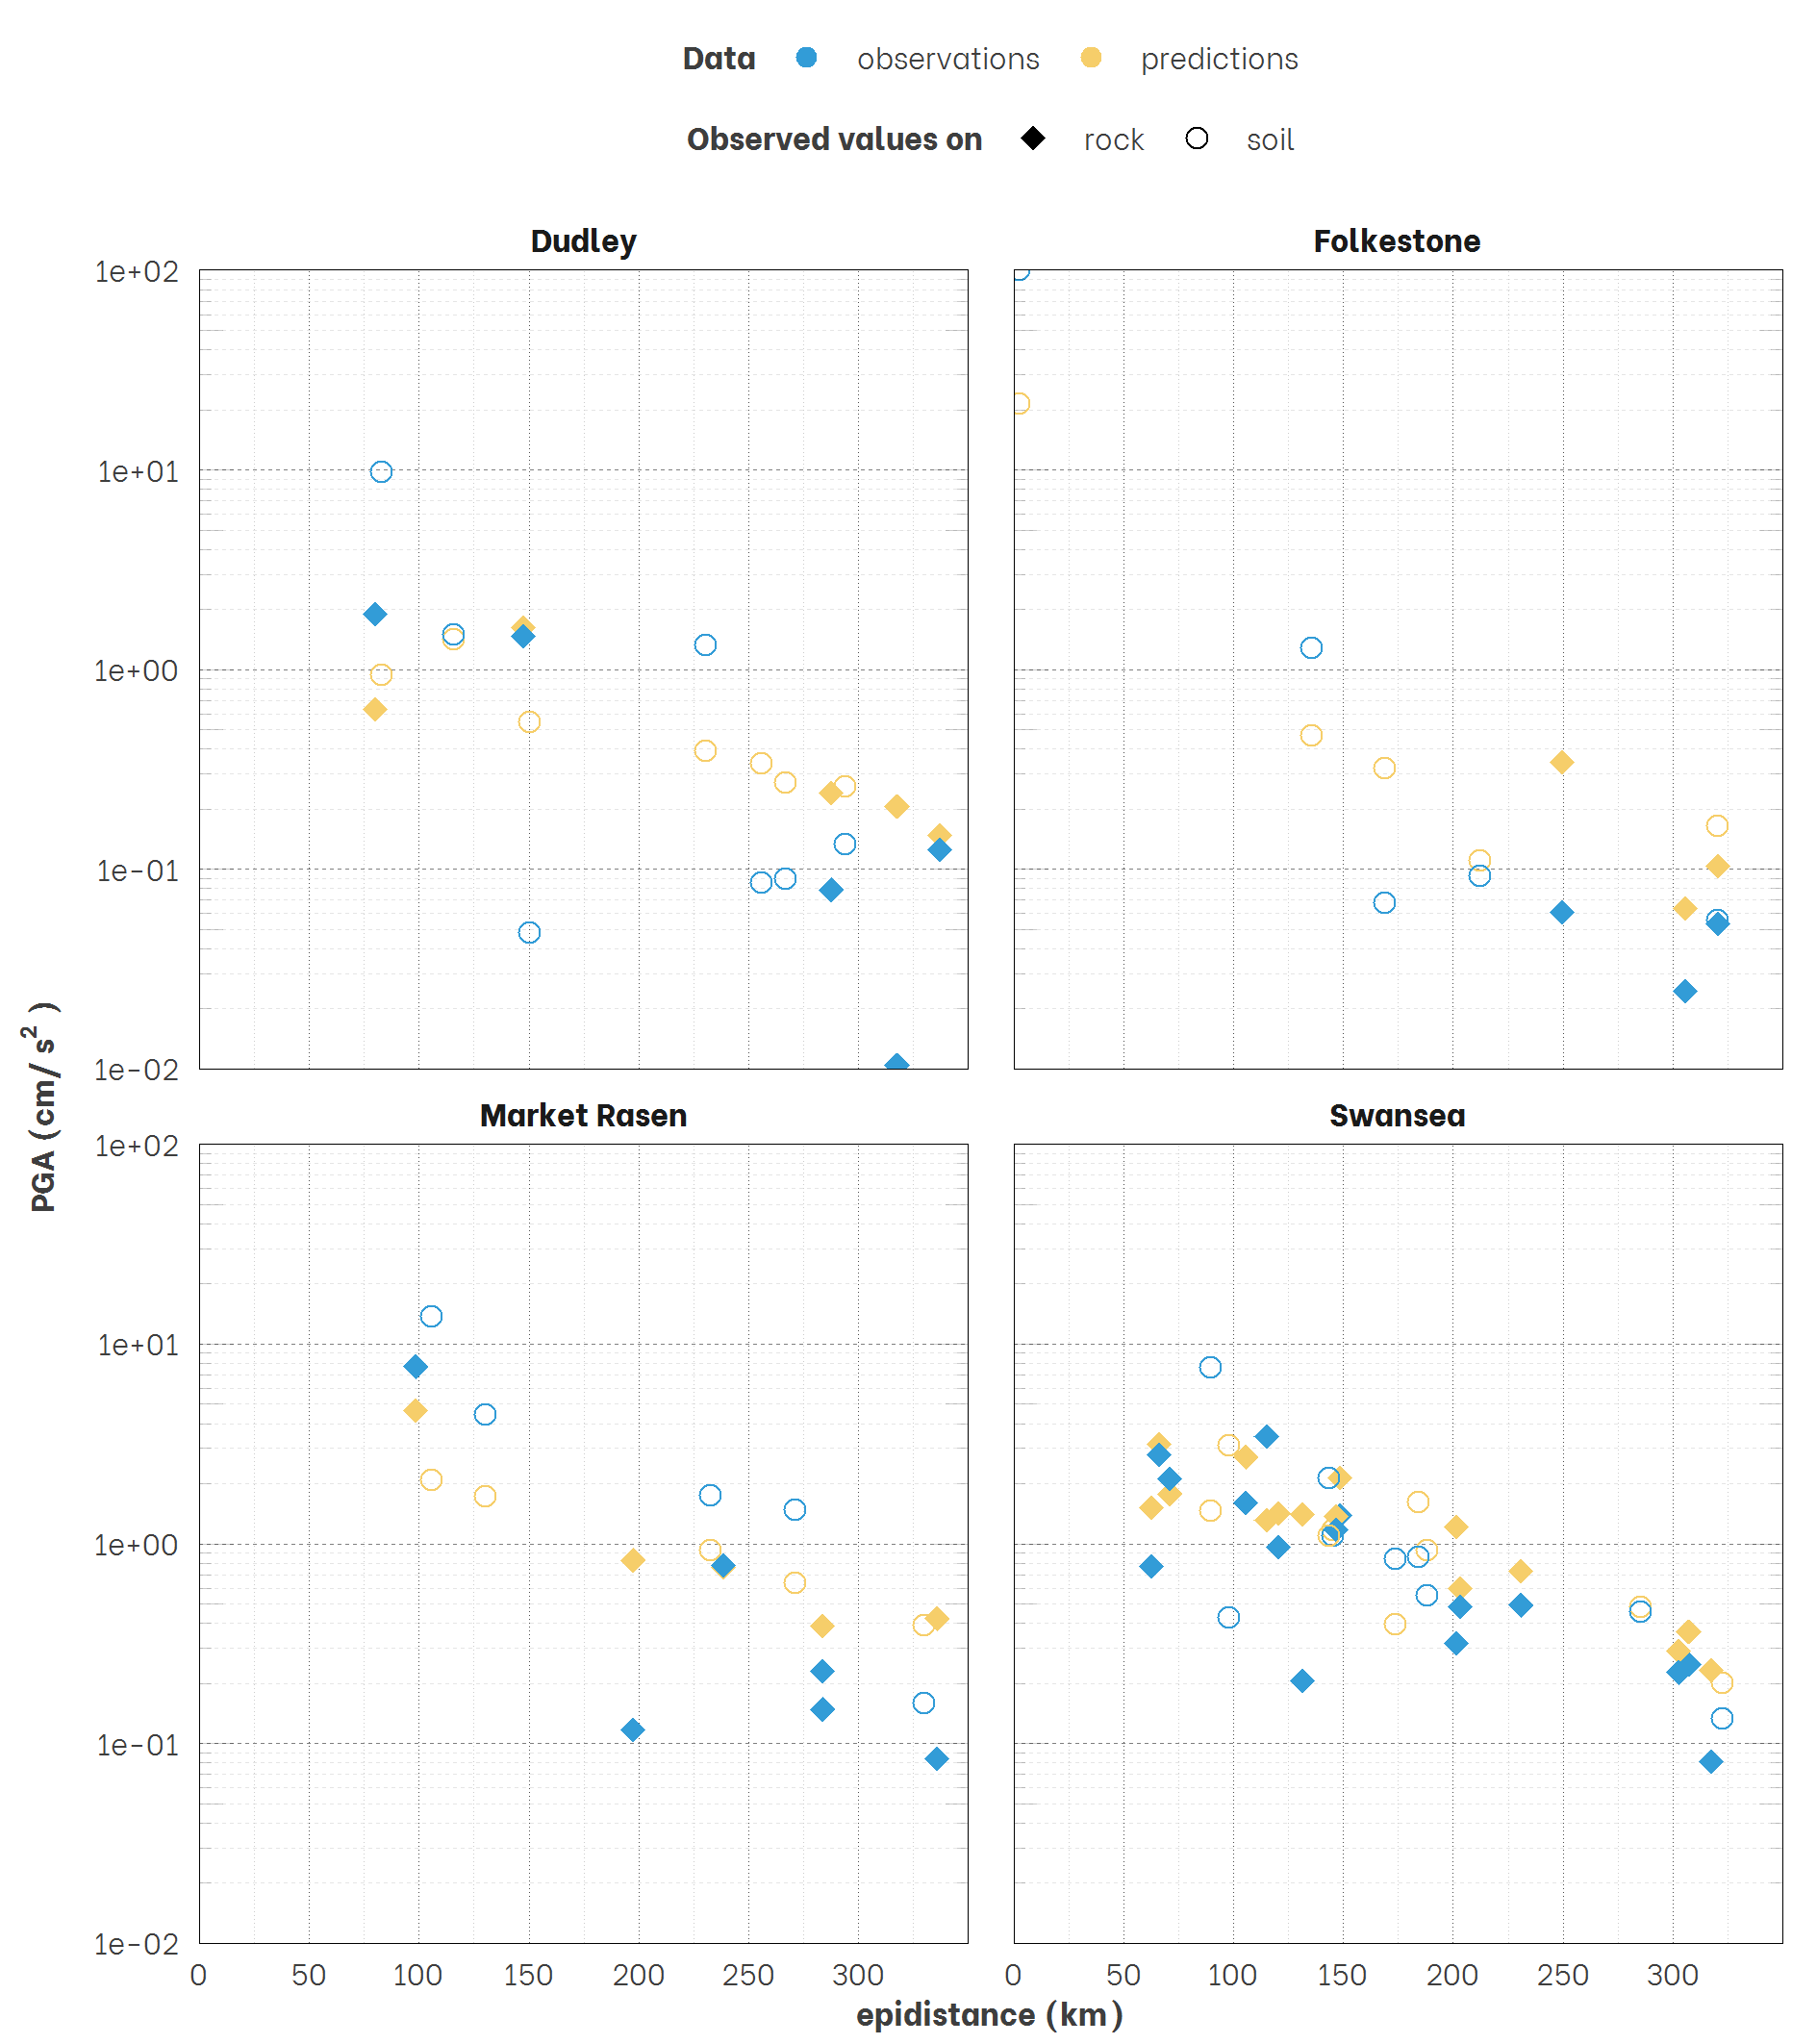 Data observations predictions
Observed values on rock soil
Dudley Folkestone
1e+02
1e+01
1e+00
1e-01
1e-02
PGA (cm/ s²)
Market Rasen Swansea
1e+02
1e+01
1e+00
1e-01
1e-02
0 50 100 150 200 250 300 0 50 100 150 200 250 300
epidistance (km)